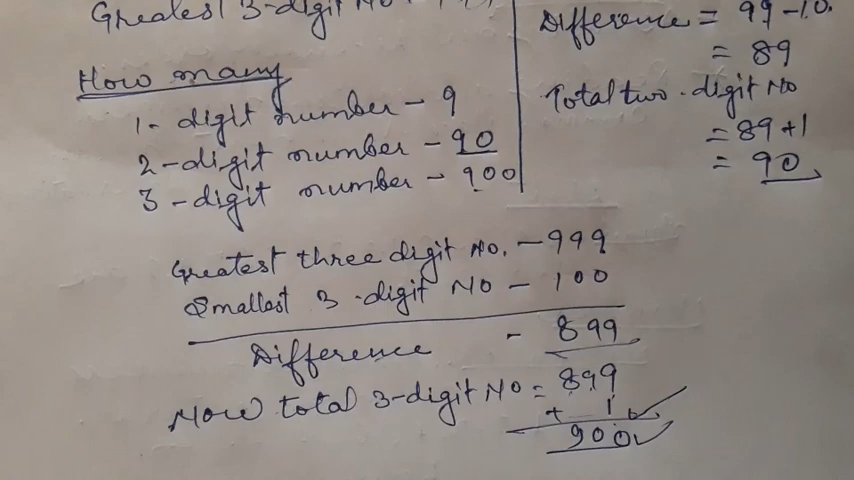 Greatest 3-digit No
How many
1- digit number - 9
2-digit number - 90
3-digit number - 900
Difference = 99-10.
= 89
Total two-digit No
= 89+1
= 90
Greatest three digit No. - 999
Smallest 3-digit No - 100
Difference - 899
Now total 3-digit No = 899
+ 1
900